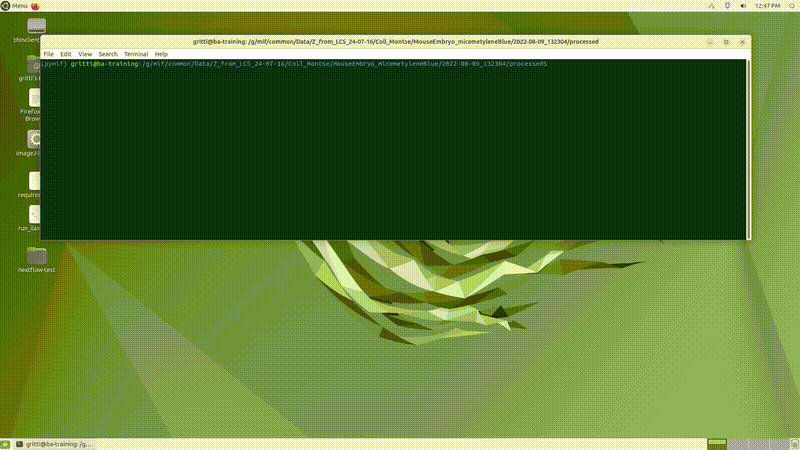 Menu
12:47 PM
thinclient
gritti@ba-training: /g/mif/common/Data/Z_from_LCS_24-07-16/Coll_Montse/MouseEmbryo_micemetyleneBlue/2022-08-09_132304/processed
File Edit View Search Terminal Help
(pymif) gritti@ba-training:/g/mif/common/Data/Z_from_LCS_24-07-16/Coll_Montse/MouseEmbryo_micemetyleneBlue/2022-08-09_132304/processed$
gritti's
Firefox
Brow
ImageJ-
require
run_ilas
nextflow-test
gritti@ba-training: /g...